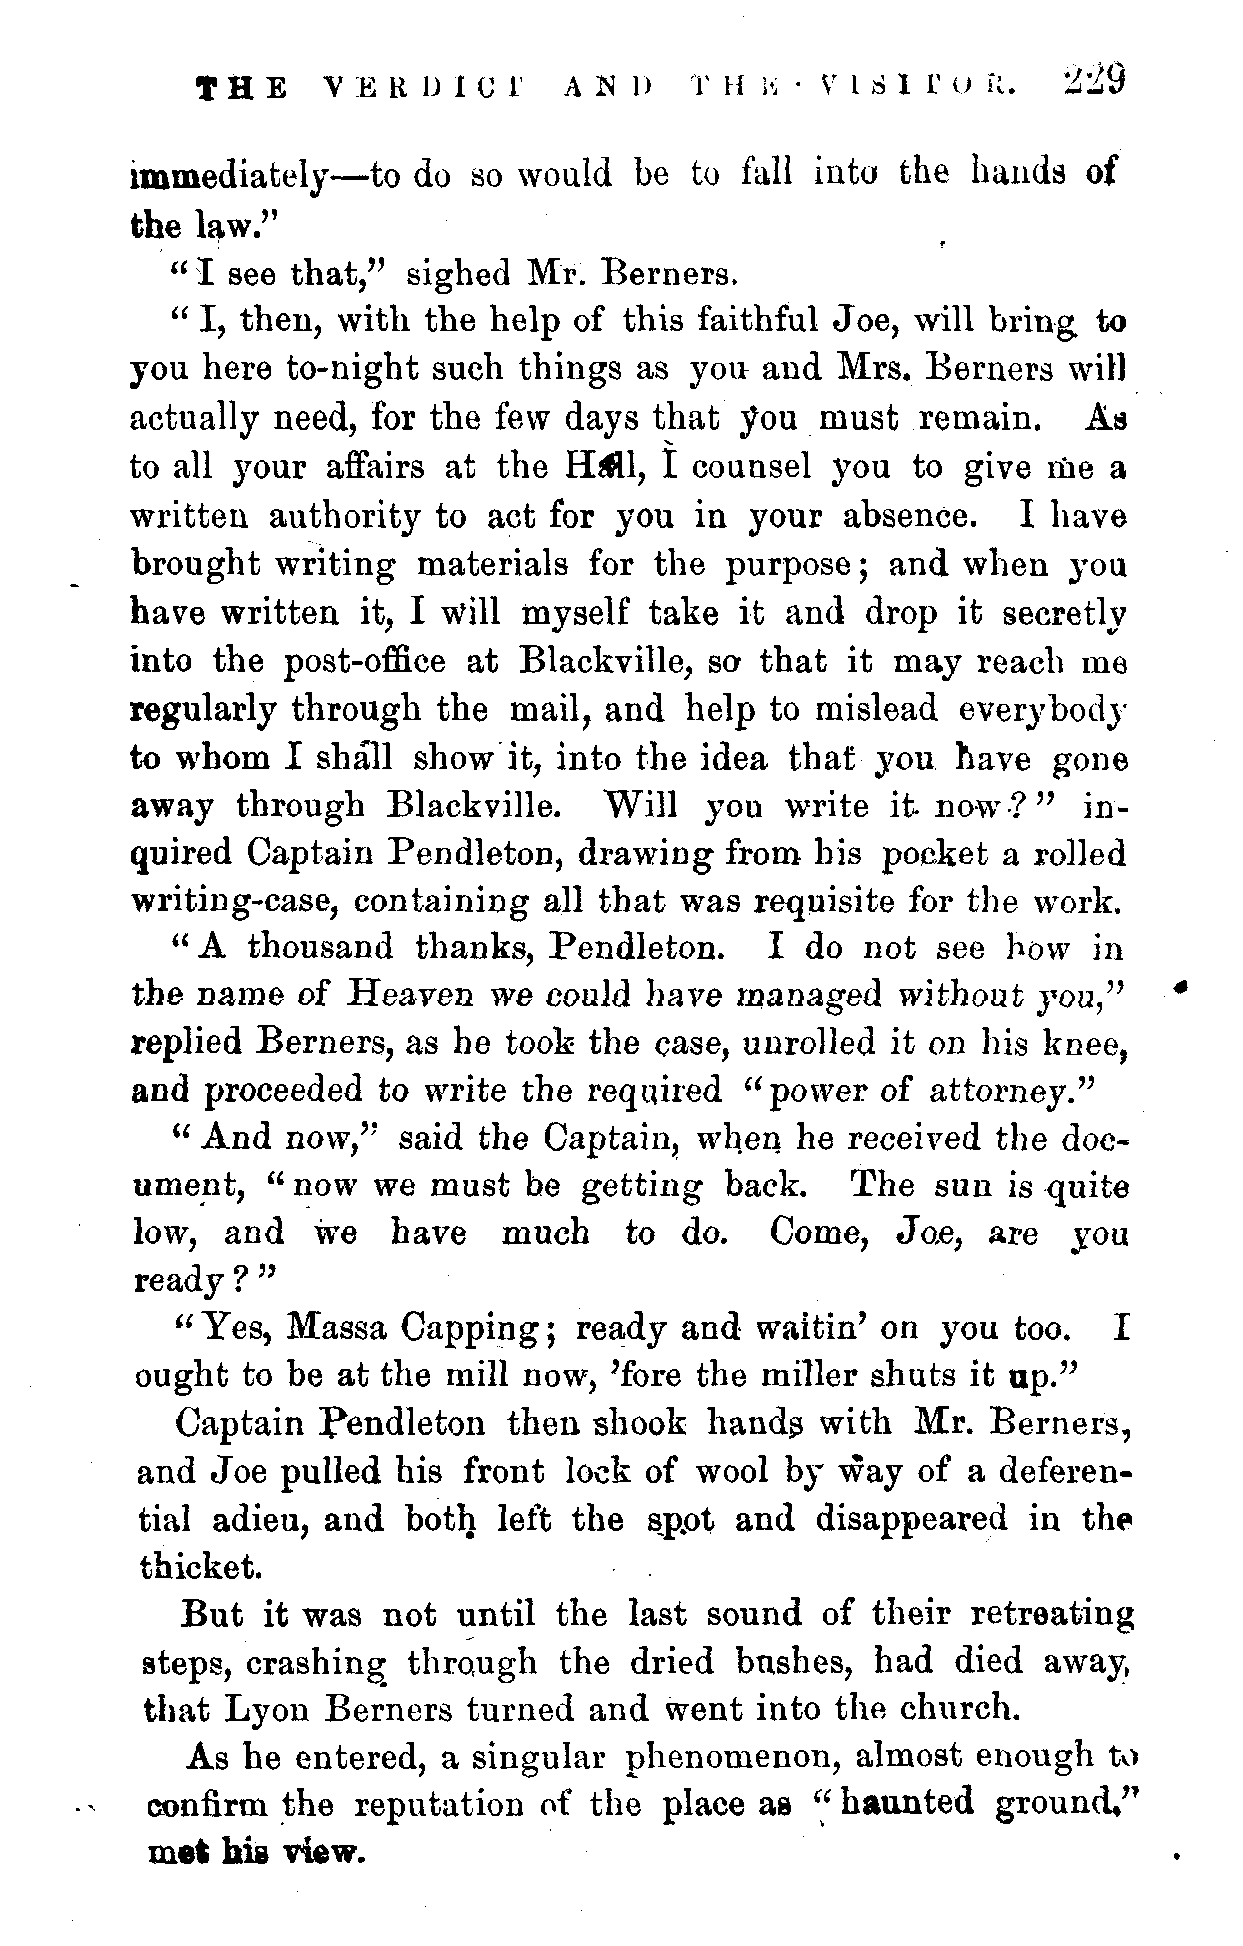 THE VERDICT AND THE VISITOR. 229
immediately—to do so would be to fall into the hands of
the law."
"I see that," sighed Mr. Berners.
"I, then, with the help of this faithful Joe, will bring to
you here to-night such things as you and Mrs. Berners will
actually need, for the few days that you must remain. As
to all your affairs at the Hall, I counsel you to give me a
written authority to act for you in your absence. I have
brought writing materials for the purpose; and when you
have written it, I will myself take it and drop it secretly
into the post-office at Blackville, so that it may reach me
regularly through the mail, and help to mislead everybody
to whom I shall show it, into the idea that you have gone
away through Blackville. Will you write it now?" in-
quired Captain Pendleton, drawing from his pocket a rolled
writing-case, containing all that was requisite for the work.
"A thousand thanks, Pendleton. I do not see how in
the name of Heaven we could have managed without you,"
replied Berners, as he took the case, unrolled it on his knee,
and proceeded to write the required "power of attorney."
"And now," said the Captain, when he received the doc-
ument, "now we must be getting back. The sun is quite
low, and we have much to do. Come, Joe, are you
ready?"
"Yes, Massa Capping; ready and waitin' on you too. I
ought to be at the mill now, 'fore the miller shuts it up."
Captain Pendleton then shook hands with Mr. Berners,
and Joe pulled his front lock of wool by way of a deferen-
tial adieu, and both left the spot and disappeared in the
thicket.
But it was not until the last sound of their retreating
steps, crashing through the dried bushes, had died away,
that Lyon Berners turned and went into the church.
As he entered, a singular phenomenon, almost enough to
confirm the reputation of the place as "haunted ground,"
met his view.